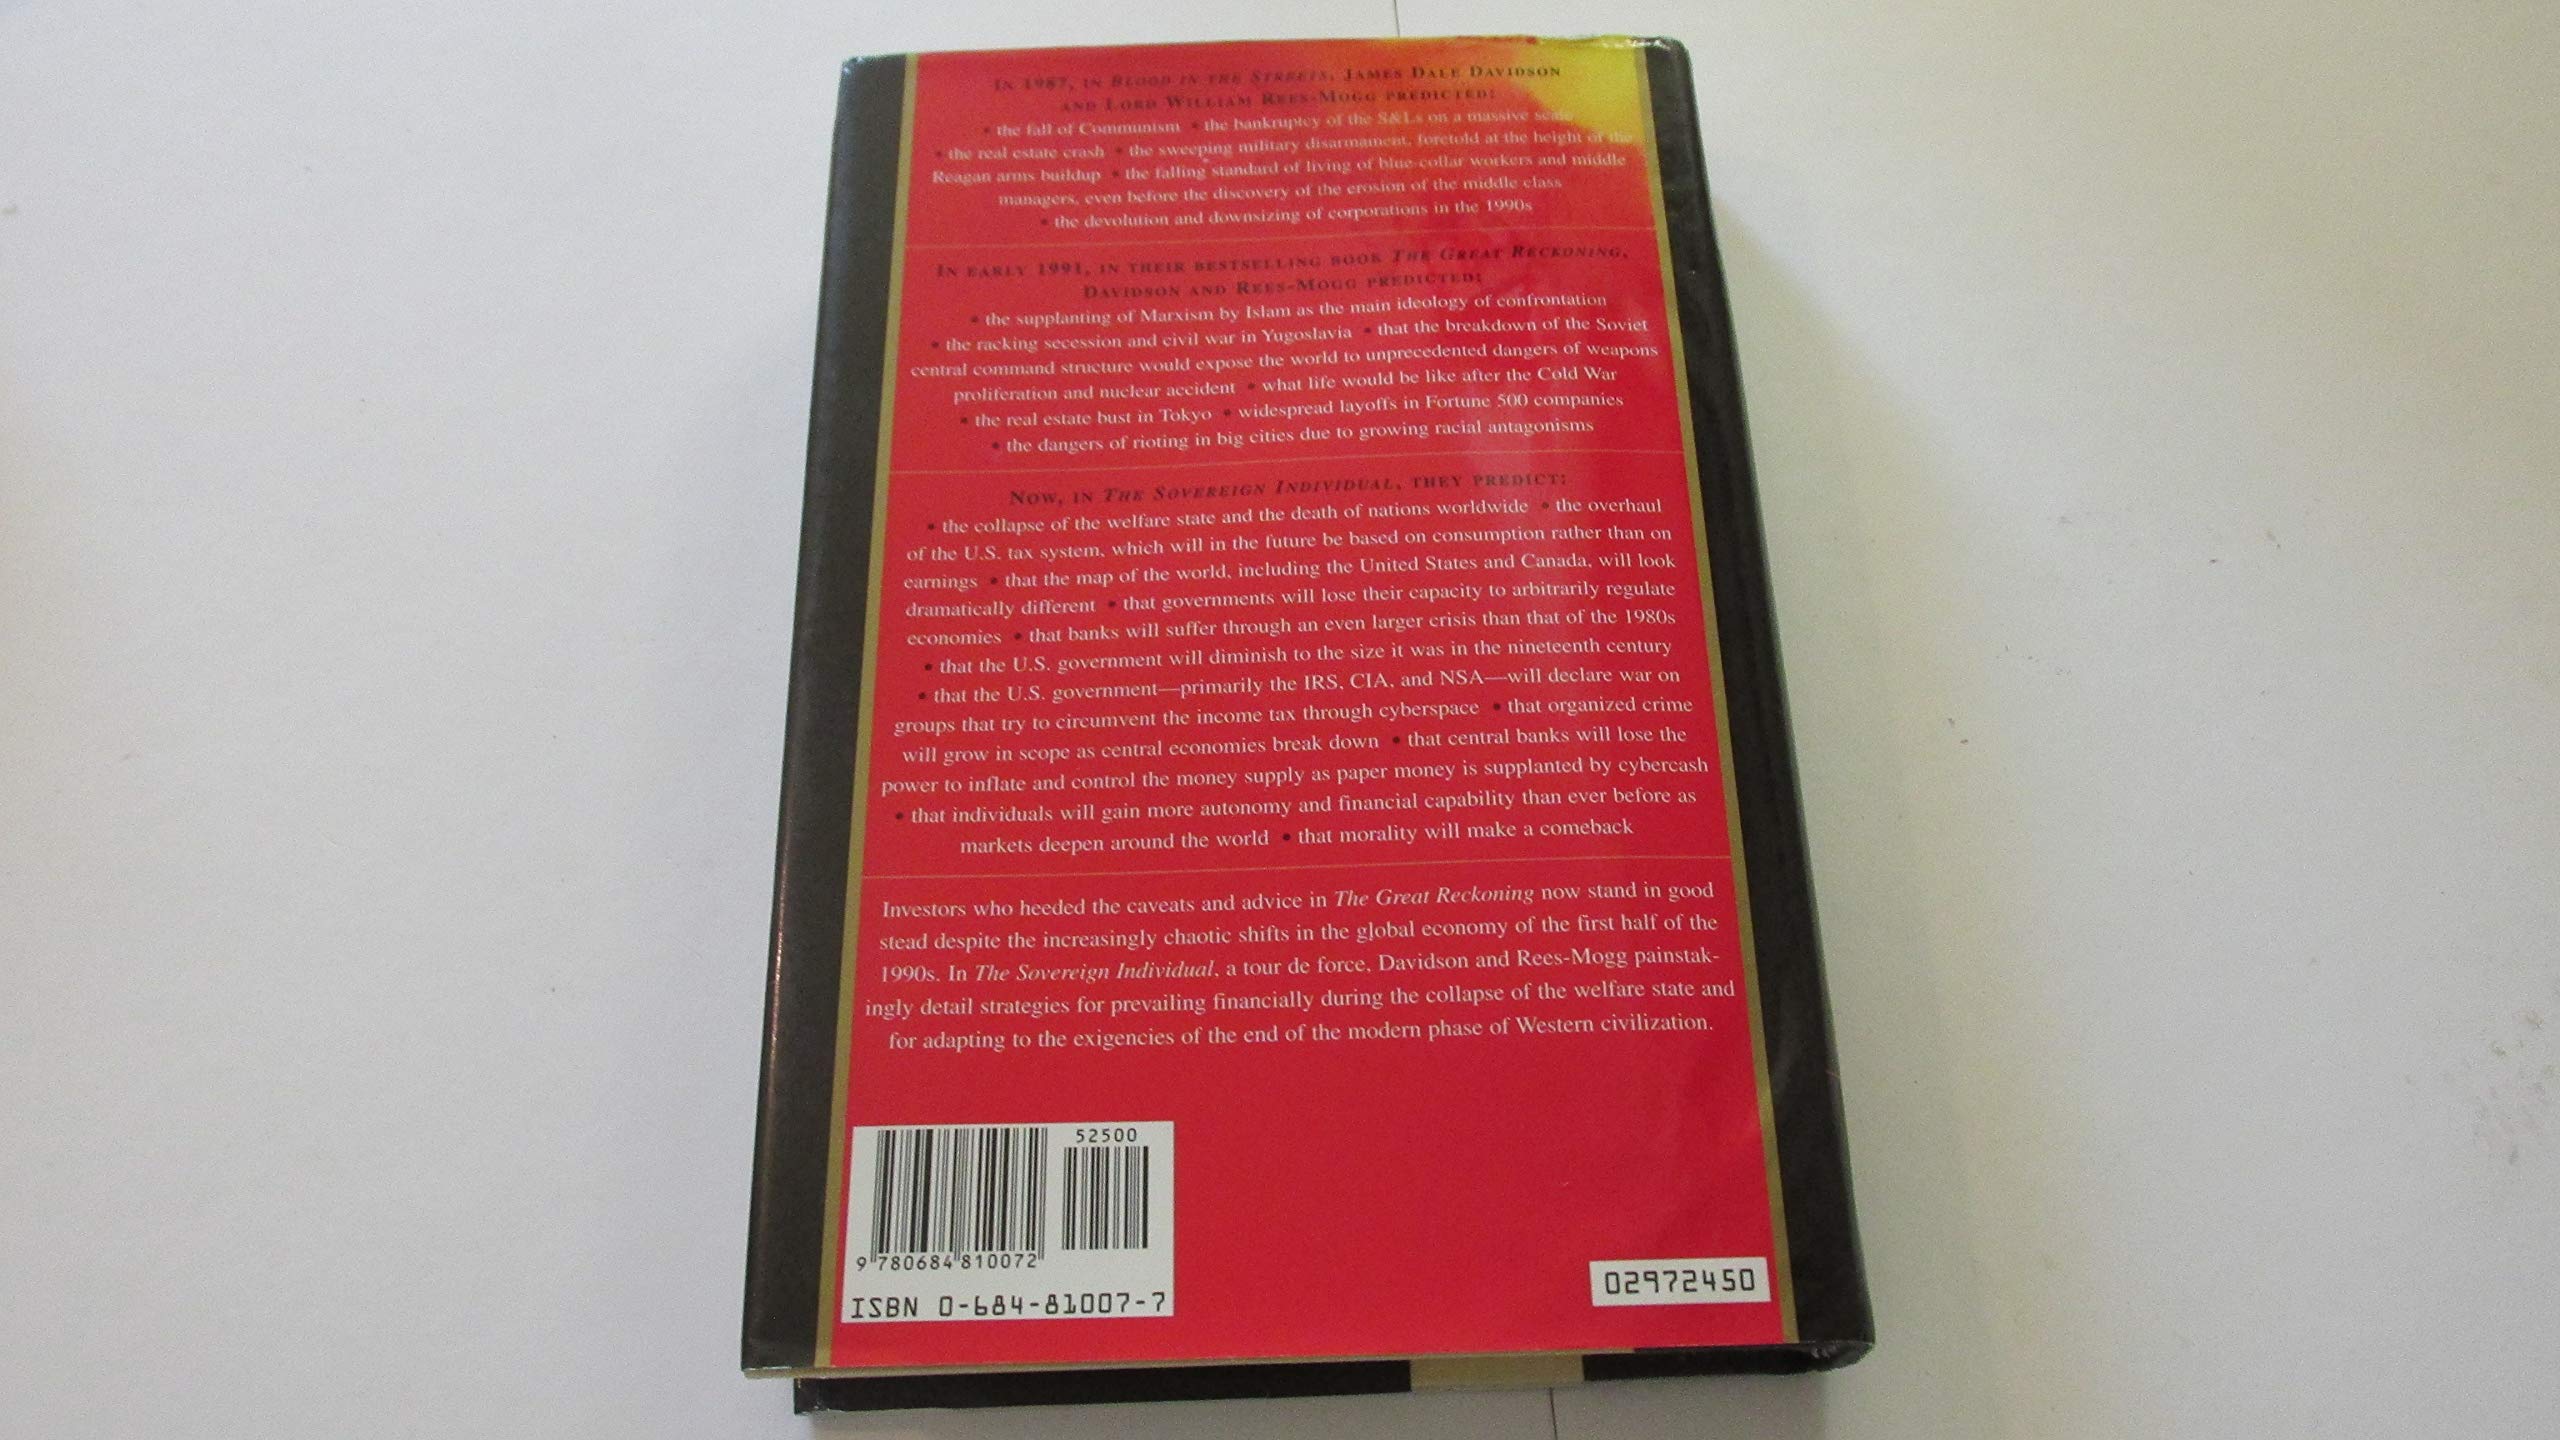 IN 1987, IN BLOOD IN THE STREETS, JAMES DALE DAVIDSON
AND LORD WILLIAM REES-MOGG PREDICTED:
• the fall of Communism • the bankruptcy of the S&Ls on a massive scale
• the real estate crash • the sweeping military disarmament, foretold at the height of the
Reagan arms buildup • the falling standard of living of blue-collar workers and middle
managers, even before the discovery of the erosion of the middle class
• the devolution and downsizing of corporations in the 1990s
IN EARLY 1991, IN THEIR BESTSELLING BOOK THE GREAT RECKONING,
DAVIDSON AND REES-MOGG PREDICTED:
• the supplanting of Marxism by Islam as the main ideology of confrontation
• the racking secession and civil war in Yugoslavia • that the breakdown of the Soviet
central command structure would expose the world to unprecedented dangers of weapons
proliferation and nuclear accident • what life would be like after the Cold War
• the real estate bust in Tokyo • widespread layoffs in Fortune 500 companies
• the dangers of rioting in big cities due to growing racial antagonisms
NOW, IN THE SOVEREIGN INDIVIDUAL, THEY PREDICT:
• the collapse of the welfare state and the death of nations worldwide • the overhaul
of the U.S. tax system, which will in the future be based on consumption rather than on
earnings • that the map of the world, including the United States and Canada, will look
dramatically different • that governments will lose their capacity to arbitrarily regulate
economies • that banks will suffer through an even larger crisis than that of the 1980s
• that the U.S. government will diminish to the size it was in the nineteenth century
• that the U.S. government—primarily the IRS, CIA, and NSA—will declare war on
groups that try to circumvent the income tax through cyberspace • that organized crime
will grow in scope as central economies break down • that central banks will lose the
power to inflate and control the money supply as paper money is supplanted by cybercash
• that individuals will gain more autonomy and financial capability than ever before as
markets deepen around the world • that morality will make a comeback
Investors who heeded the caveats and advice in The Great Reckoning now stand in good
stead despite the increasingly chaotic shifts in the global economy of the first half of the
1990s. In The Sovereign Individual, a tour de force, Davidson and Rees-Mogg painstak-
ingly detail strategies for prevailing financially during the collapse of the welfare state and
for adapting to the exigencies of the end of the modern phase of Western civilization.
52500
9 780684 810072
ISBN 0-684-81007-7
02972450